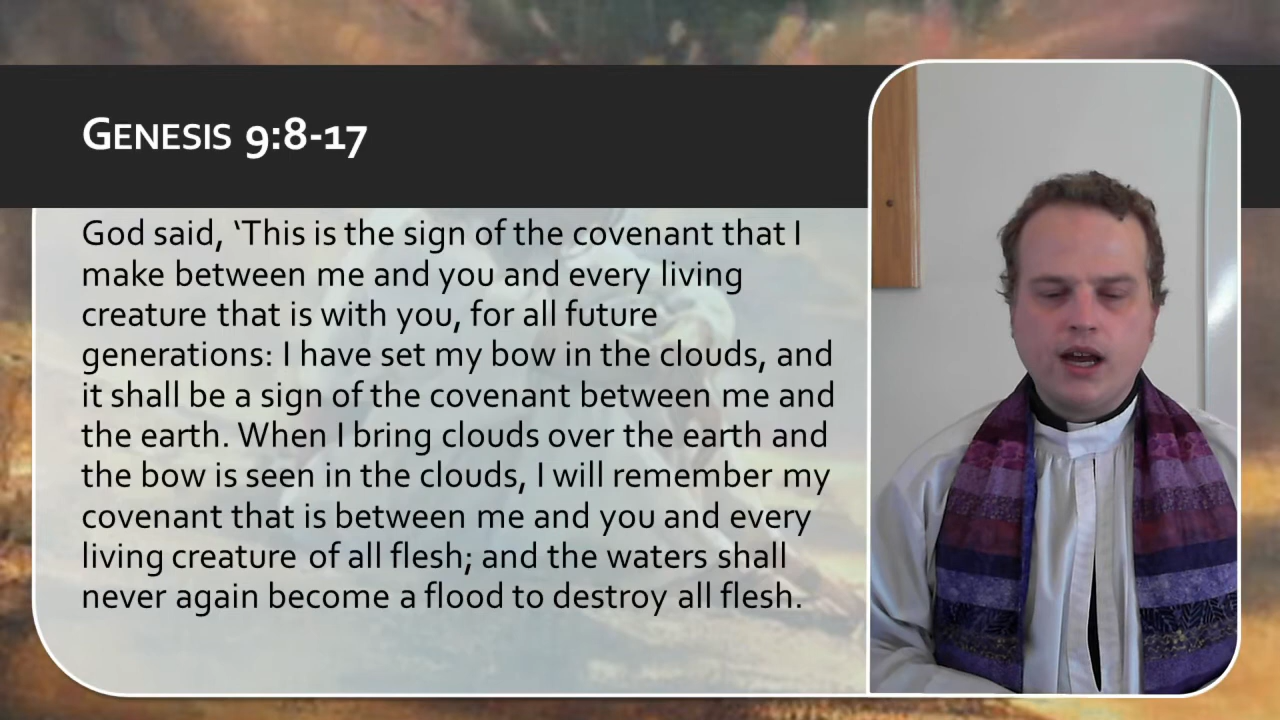 Genesis 9:8-17
God said, ‘This is the sign of the covenant that I
make between me and you and every living
creature that is with you, for all future
generations: I have set my bow in the clouds, and
it shall be a sign of the covenant between me and
the earth. When I bring clouds over the earth and
the bow is seen in the clouds, I will remember my
covenant that is between me and you and every
living creature of all flesh; and the waters shall
never again become a flood to destroy all flesh.